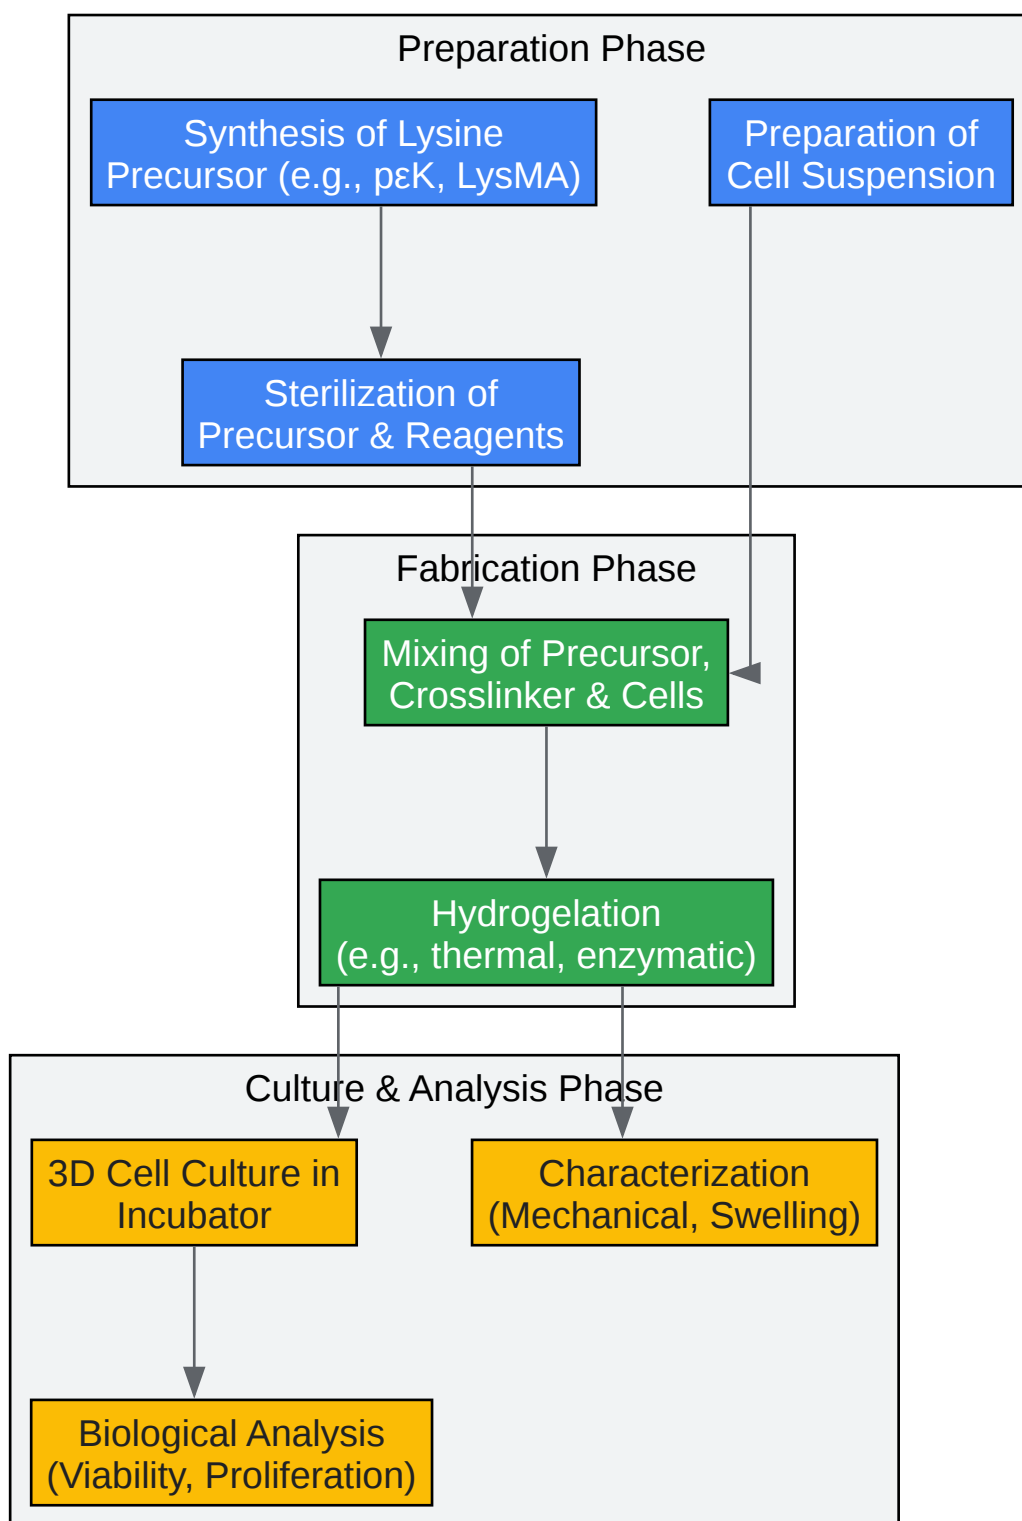 Preparation Phase
Synthesis of Lysine
Precursor (e.g., pεK, LysMA)
Preparation of
Cell Suspension
Sterilization of
Precursor & Reagents
Fabrication Phase
Mixing of Precursor,
Crosslinker & Cells
Hydrogelation
(e.g., thermal, enzymatic)
Culture & Analysis Phase
3D Cell Culture in
Incubator
Characterization
(Mechanical, Swelling)
Biological Analysis
(Viability, Proliferation)